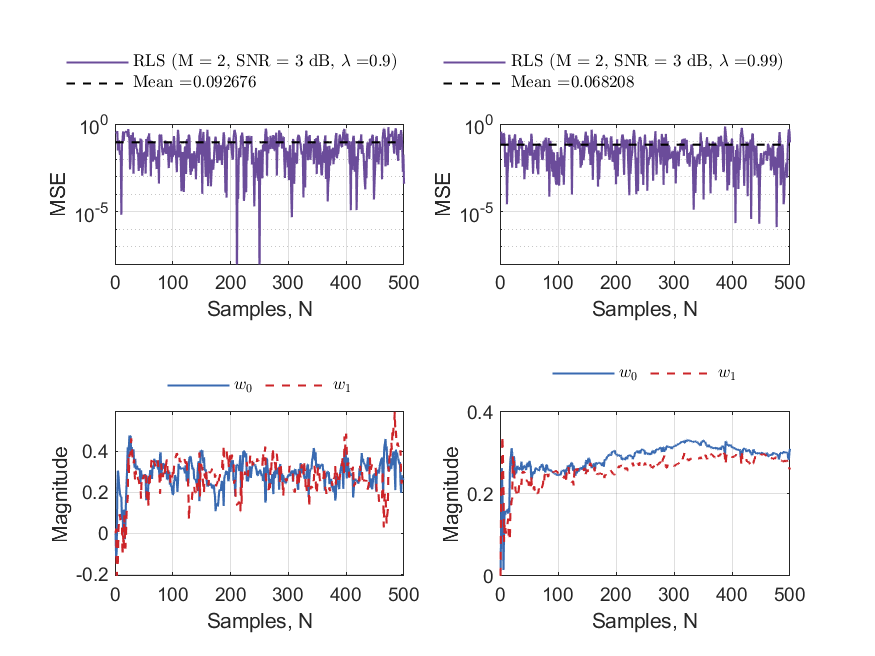 RLS (M = 2, SNR = 3 dB, λ =0.9)
Mean =0.092676
10^0
10^-5
MSE
0 100 200 300 400 500
Samples, N
RLS (M = 2, SNR = 3 dB, λ =0.99)
Mean =0.068208
10^0
10^-5
MSE
0 100 200 300 400 500
Samples, N
w_0 w_1
0.4
0.2
0
-0.2
Magnitude
0 100 200 300 400 500
Samples, N
w_0 w_1
0.4
0.2
0
Magnitude
0 100 200 300 400 500
Samples, N